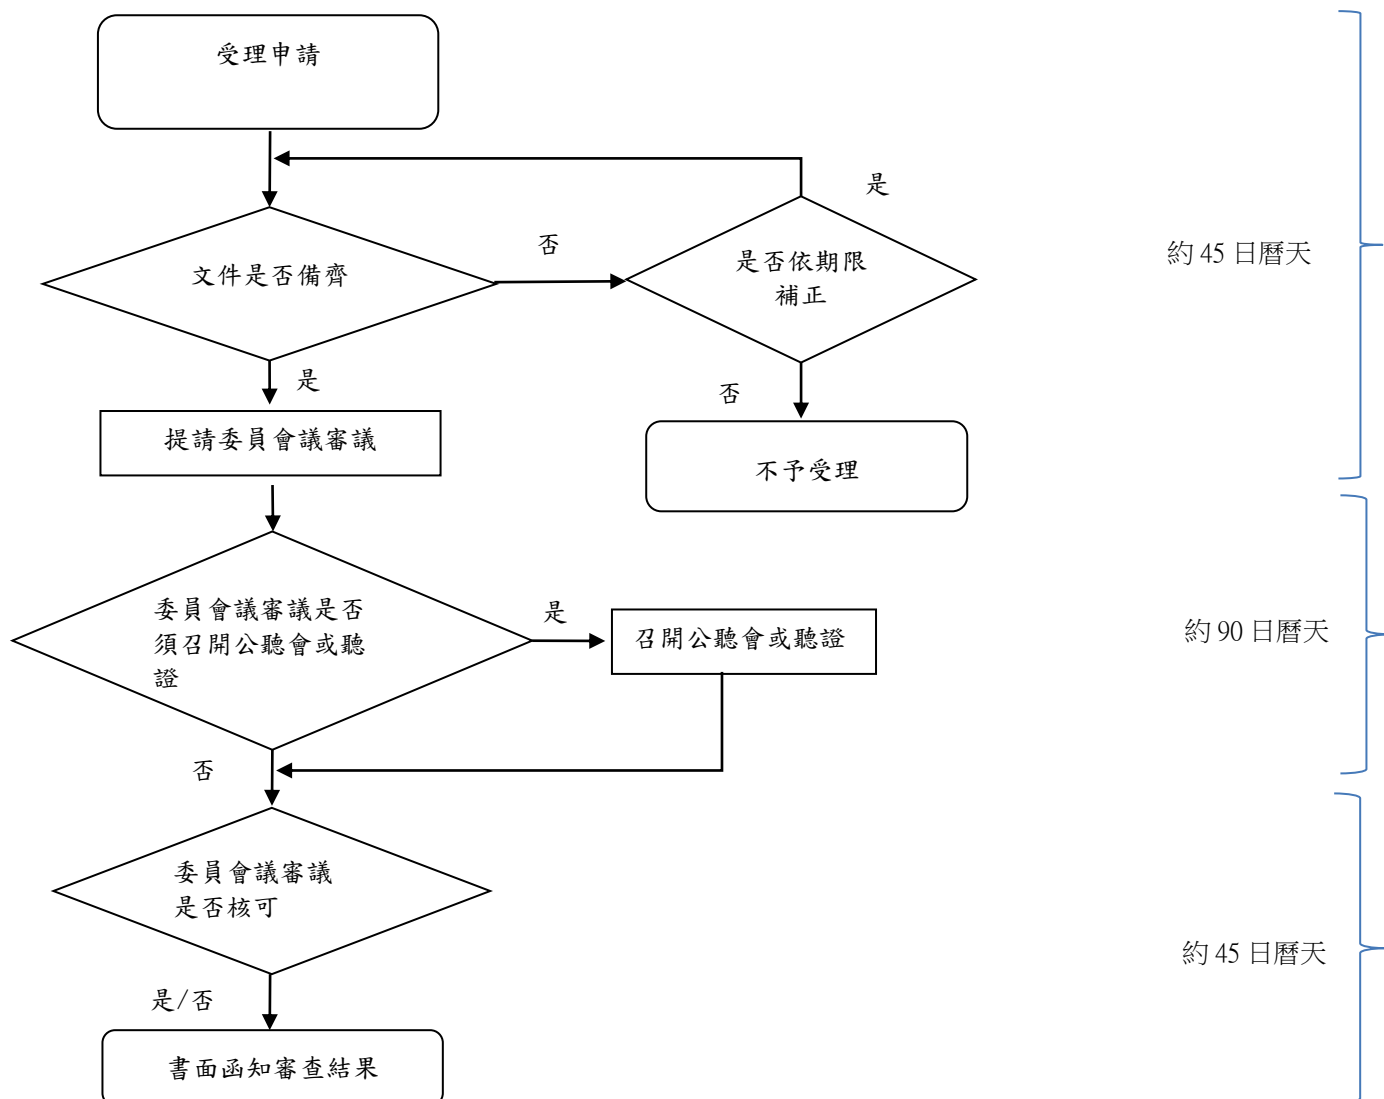 受理申請
是
否
文件是否備齊
是否依期限
補正
約 45 日曆天
是
否
提請委員會議審議
不予受理
委員會議審議是否
須召開公聽會或聽
證
是
召開公聽會或聽證
約 90 日曆天
否
委員會議審議
是否核可
約 45 日曆天
是/否
書面函知審查結果